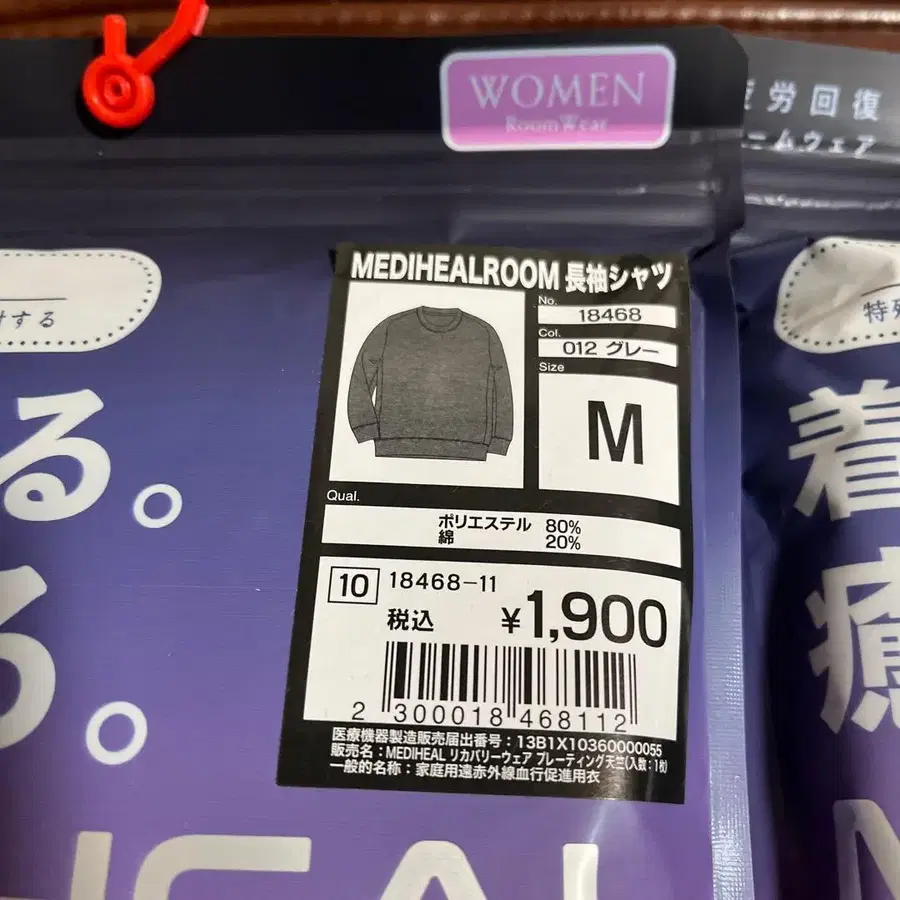 WOMEN
RoomWear
労回復
ニムウェア
する
特殊
MEDIHEALROOM 長袖シャツ
No.
18468
Col.
012 グレー
Size
M
Qual.
ポリエステル 80%
綿 20%
10 18468-11
税込 ¥1,900
2 300018 468112
医療機器製造販売届出番号：13B1X10360000055
販売名：MEDIHEAL リカバリーウェア プレーティング天竺(入数：1枚)
一般的名称：家庭用遠赤外線血行促進用衣
る。
る。
着
癒